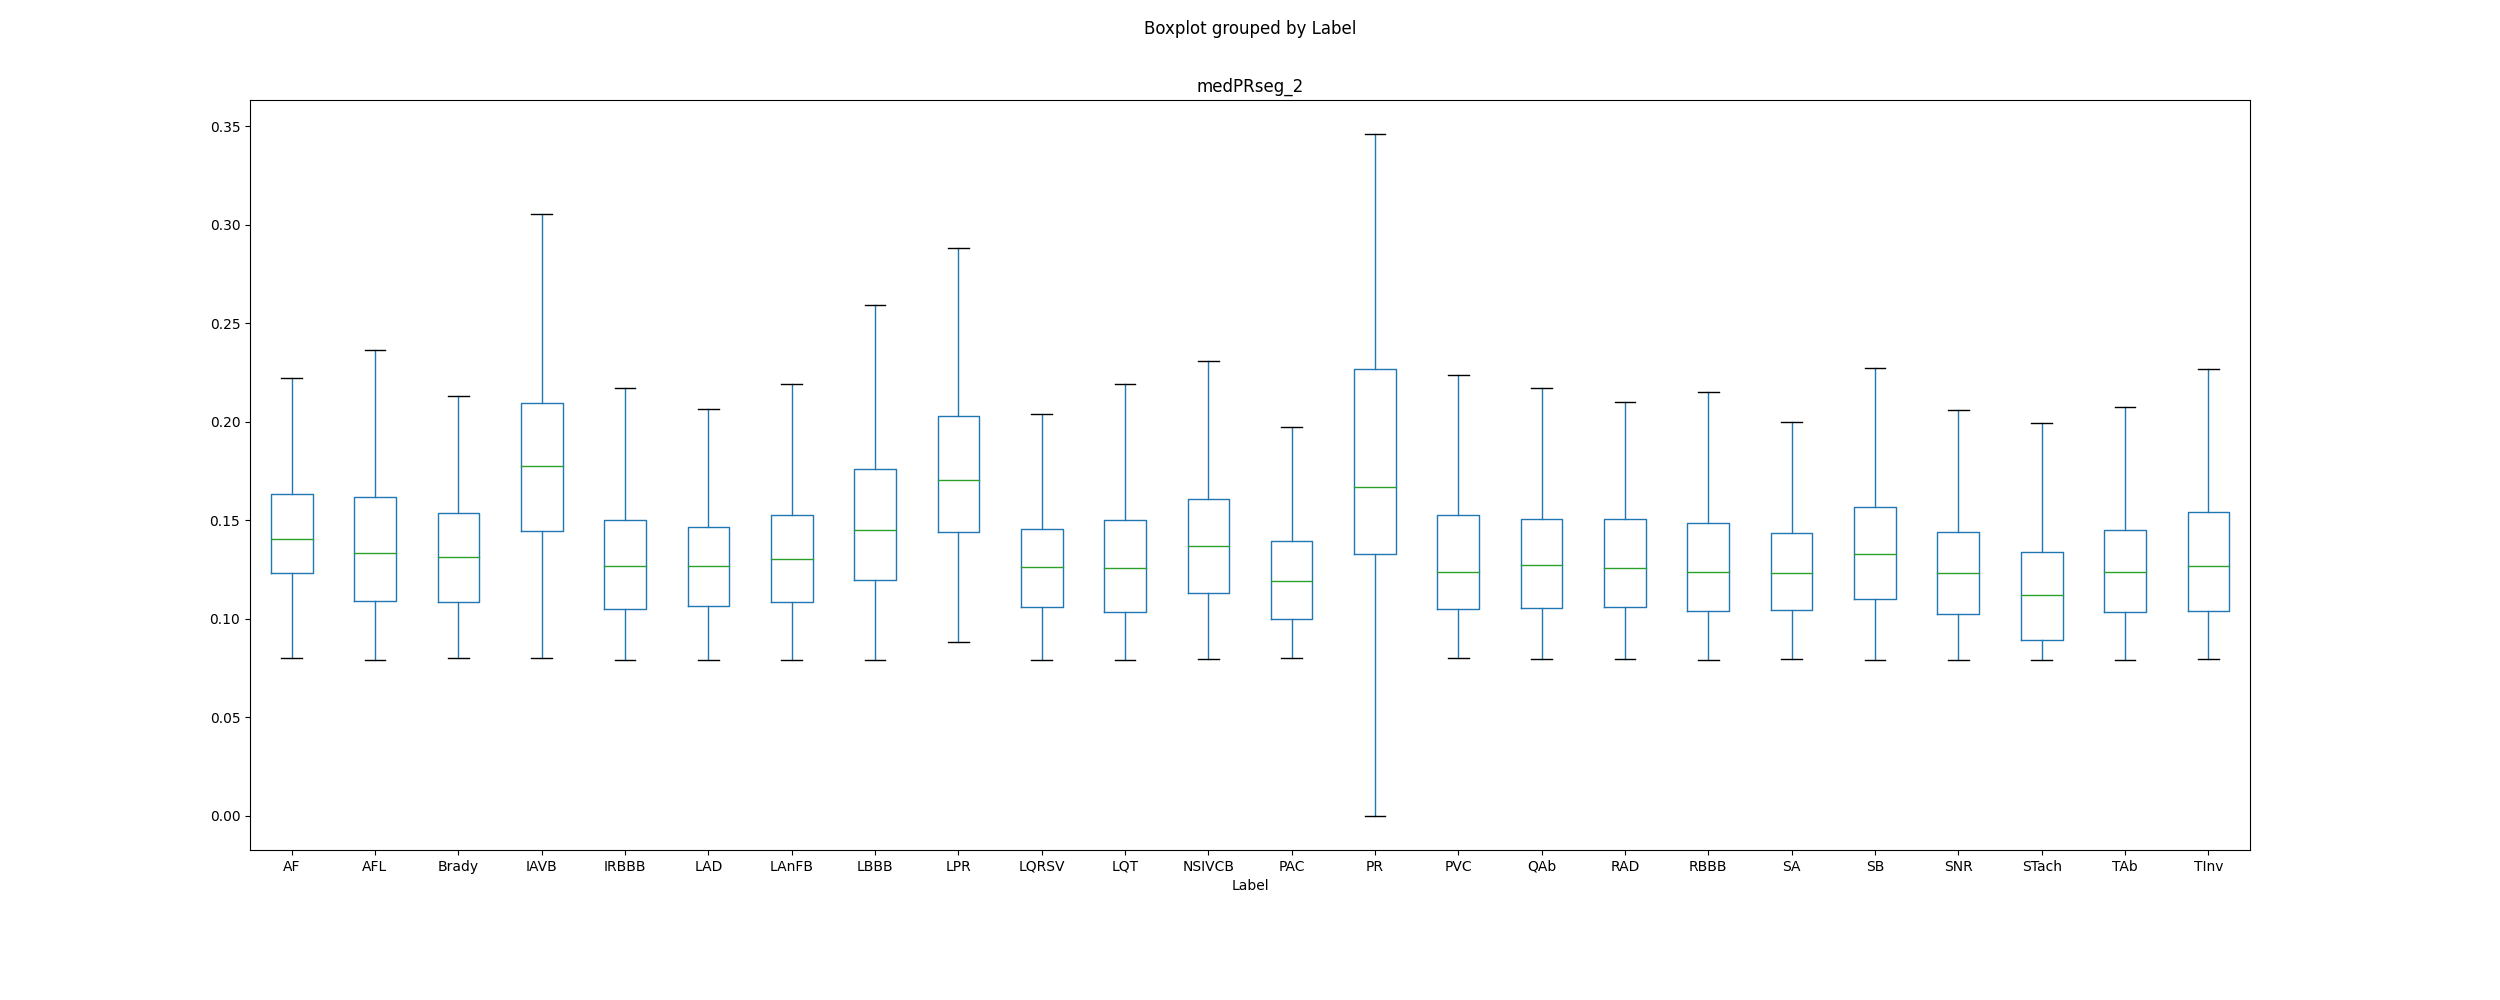 Boxplot grouped by Label
medPRseg_2
0.35
0.30
0.25
0.20
0.15
0.10
0.05
0.00
AF AFL Brady IAVB IRBBB LAD LAnFB LBBB LPR LQRSV LQT NSIVCB PAC PR PVC QAb RAD RBBB SA SB SNR STach TAb TInv
Label